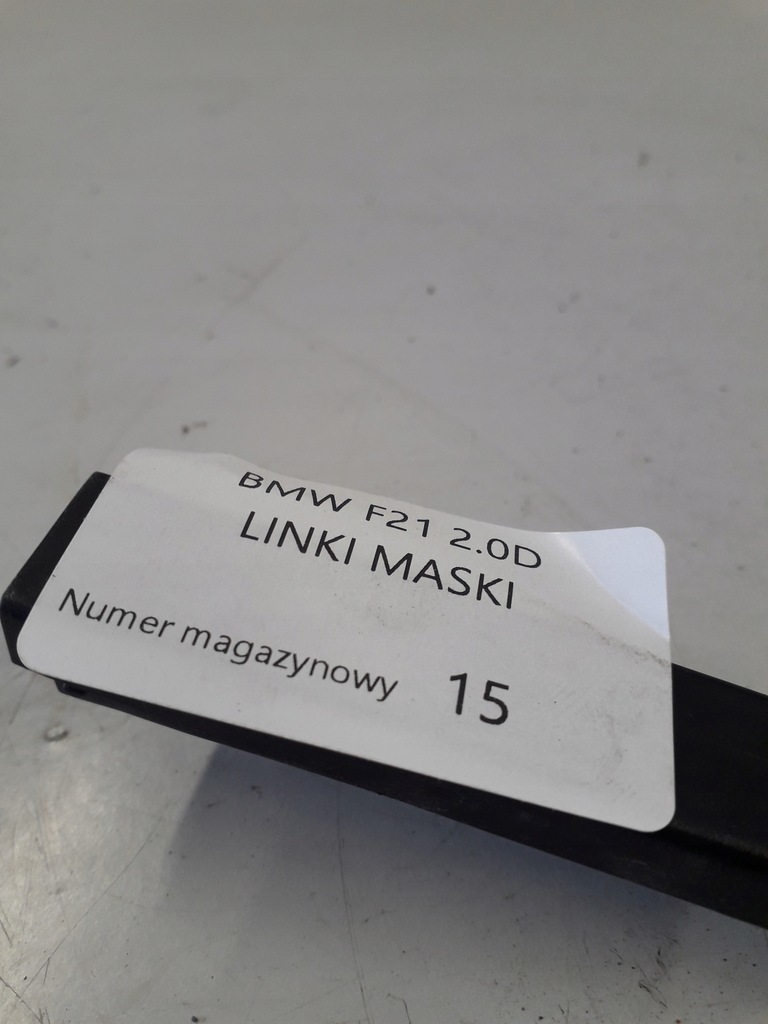 BMW F21 2.0D
LINKI MASKI
Numer magazynowy 15